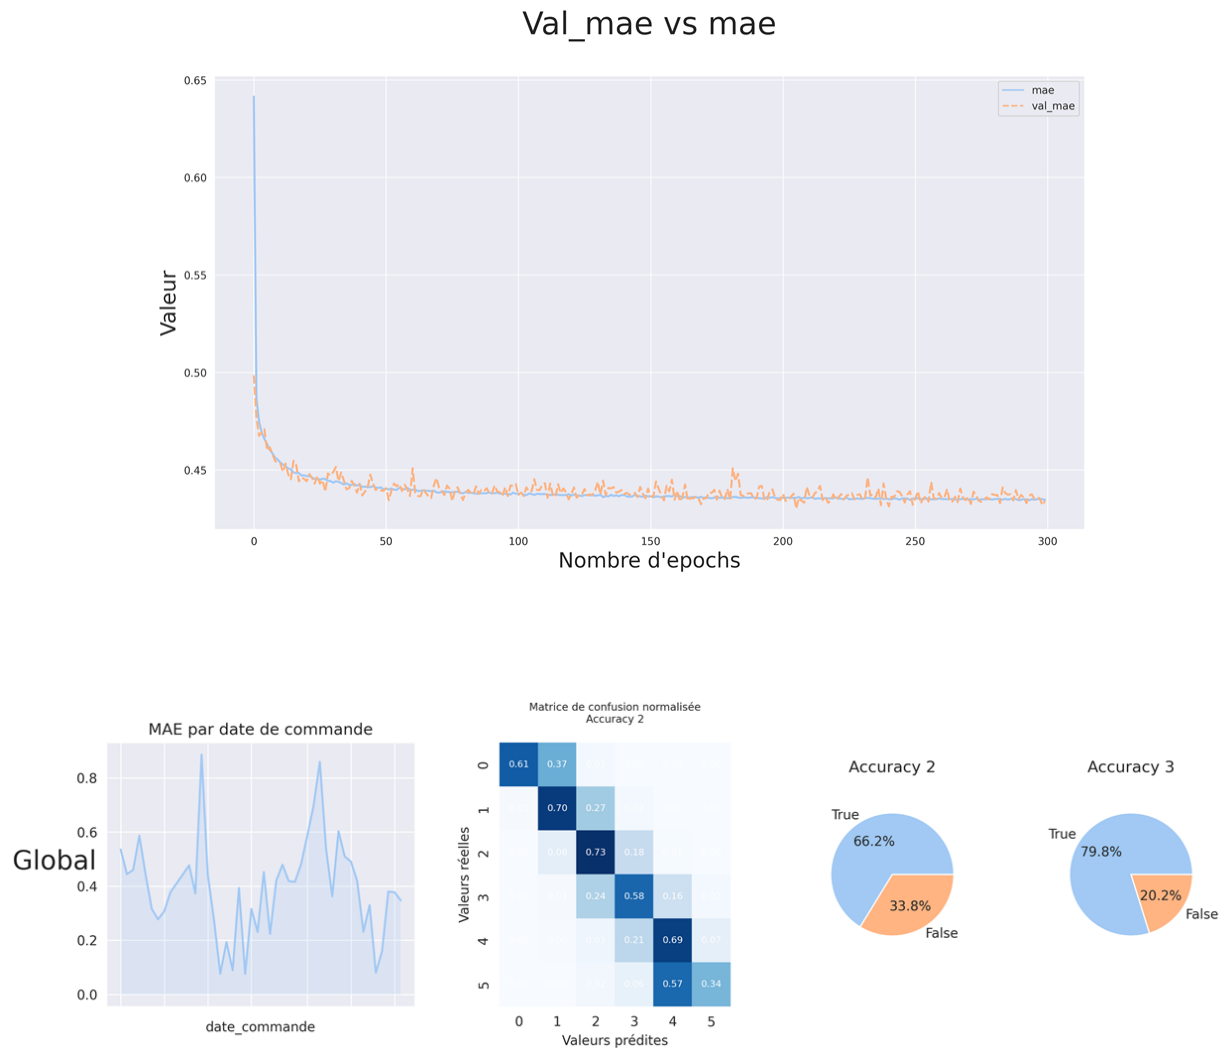 Val_mae vs mae
0.65
0.60
0.55
0.50
0.45
Valeur
mae
val_mae
0
50
100
150
200
250
300
Nombre d'epochs
MAE par date de commande
Global
0.8
0.6
0.4
0.2
0.0
date_commande
Matrice de confusion normalisée
Accuracy 2
Valeurs réelles
0
0.61 0.37
1
0.70 0.27
2
0.08 0.73 0.18
3
0.24 0.58 0.16
4
0.21 0.69 0.07
5
0.57 0.34
0 1 2 3 4 5
Valeurs prédites
Accuracy 2
True
66.2%
33.8%
False
Accuracy 3
True
79.8%
20.2%
False